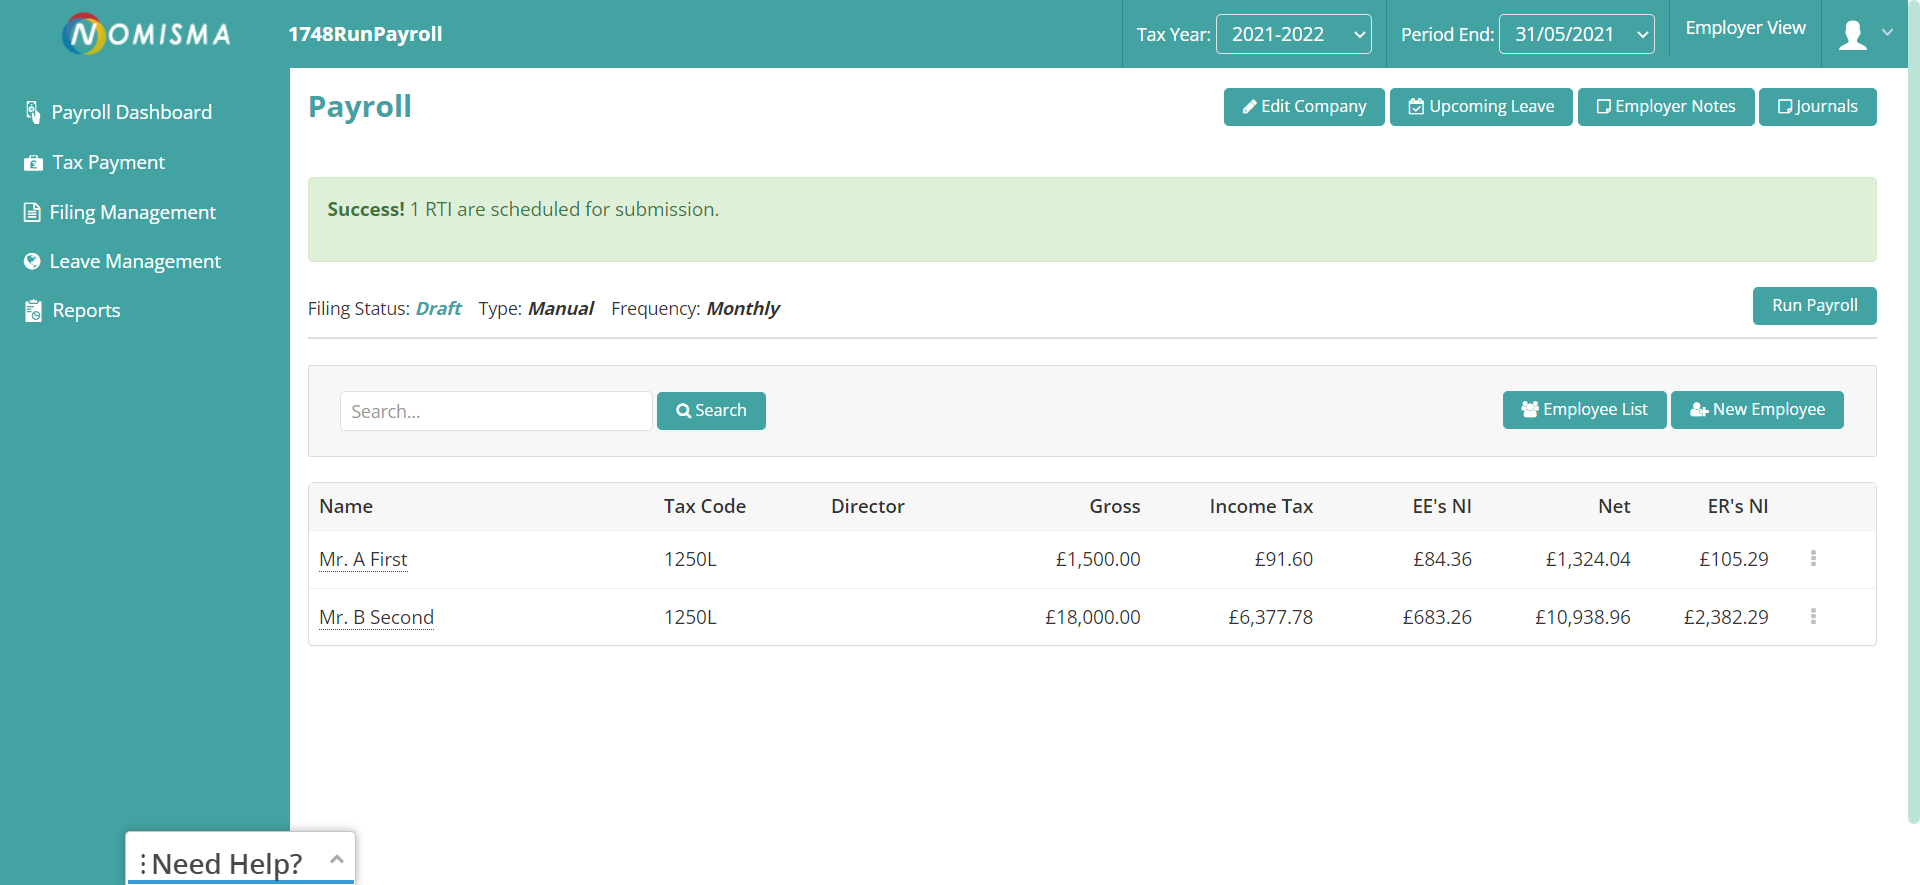 NOMISMA
1748RunPayroll
Tax Year: 2021-2022
Period End: 31/05/2021
Employer View
Payroll Dashboard
Tax Payment
Filing Management
Leave Management
Reports
Payroll
Edit Company
Upcoming Leave
Employer Notes
Journals
Success! 1 RTI are scheduled for submission.
Filing Status: Draft Type: Manual Frequency: Monthly
Run Payroll
Search...
Search
Employee List
New Employee
Name Tax Code Director Gross Income Tax EE's NI Net ER's NI
Mr. A First 1250L £1,500.00 £91.60 £84.36 £1,324.04 £105.29
Mr. B Second 1250L £18,000.00 £6,377.78 £683.26 £10,938.96 £2,382.29
Need Help?